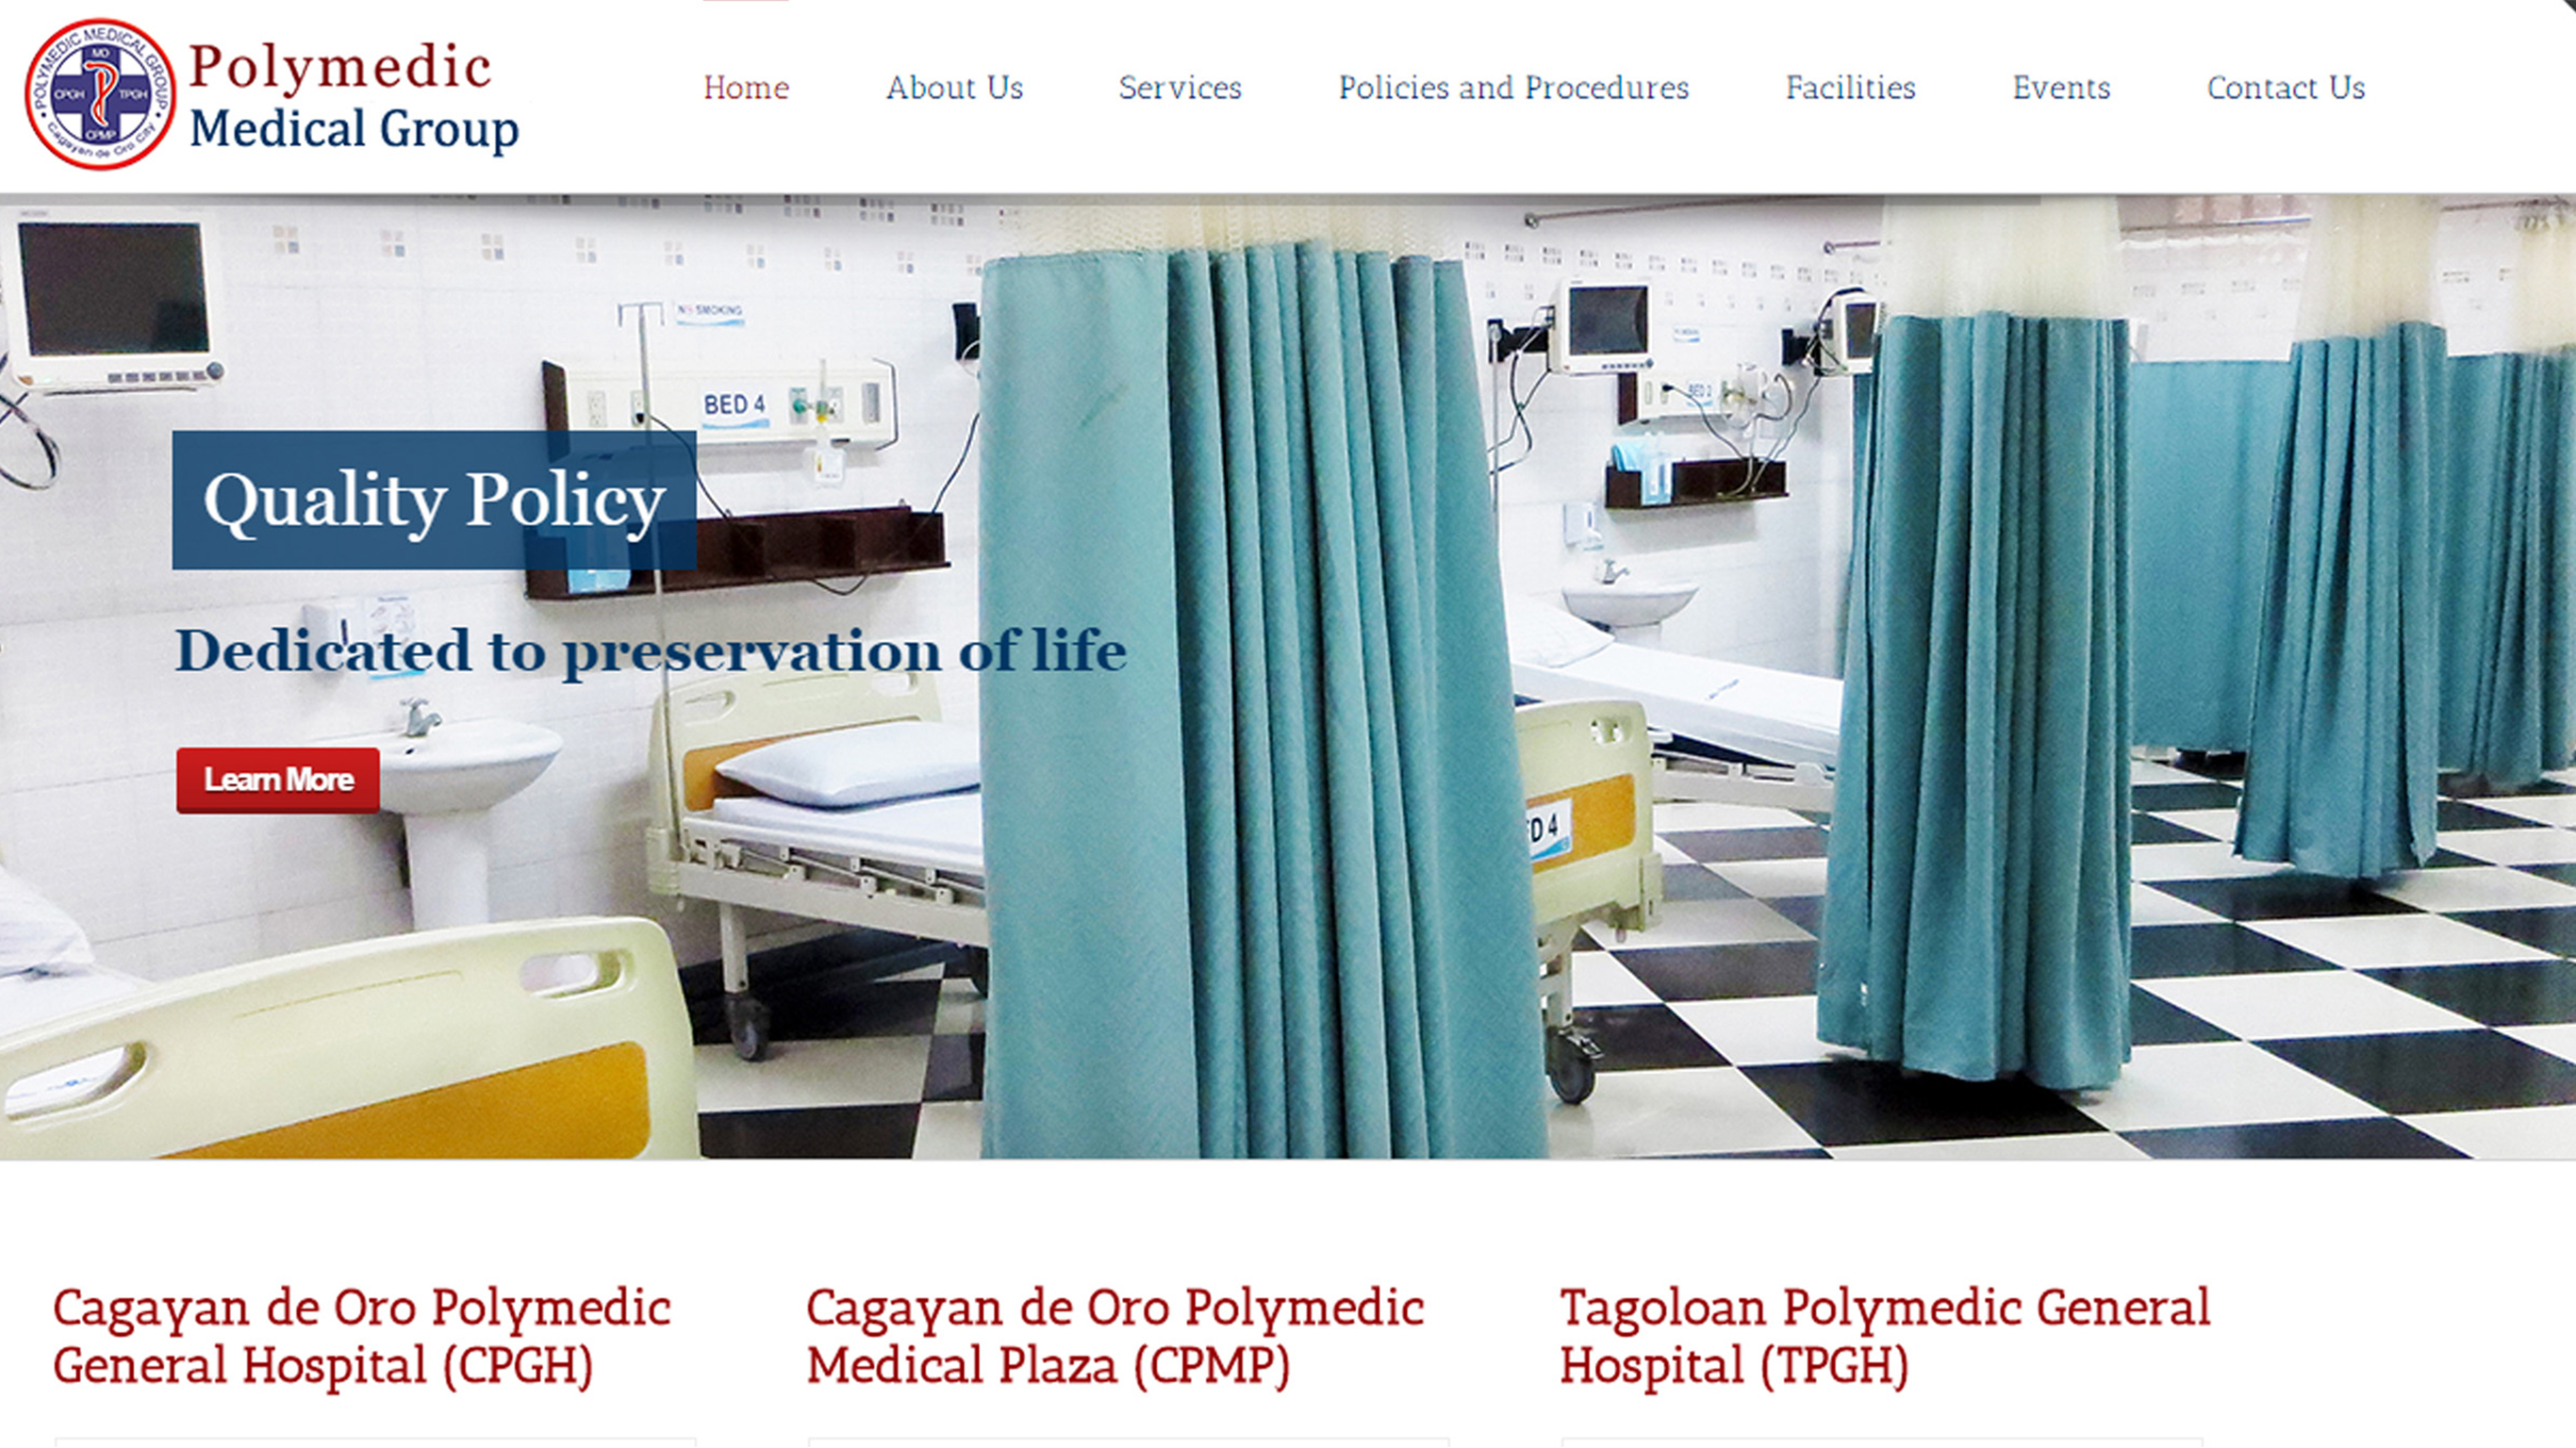 POLYMEDIC MEDICAL GROUP
MO
CPGH
TPGH
CPMP
Cagayan de Oro City
Polymedic
Medical Group
Home
About Us
Services
Policies and Procedures
Facilities
Events
Contact Us
NO SMOKING
BED 4
BED 2
Quality Policy
Dedicated to preservation of life
Learn More
D 4
Cagayan de Oro Polymedic
General Hospital (CPGH)
Cagayan de Oro Polymedic
Medical Plaza (CPMP)
Tagoloan Polymedic General
Hospital (TPGH)